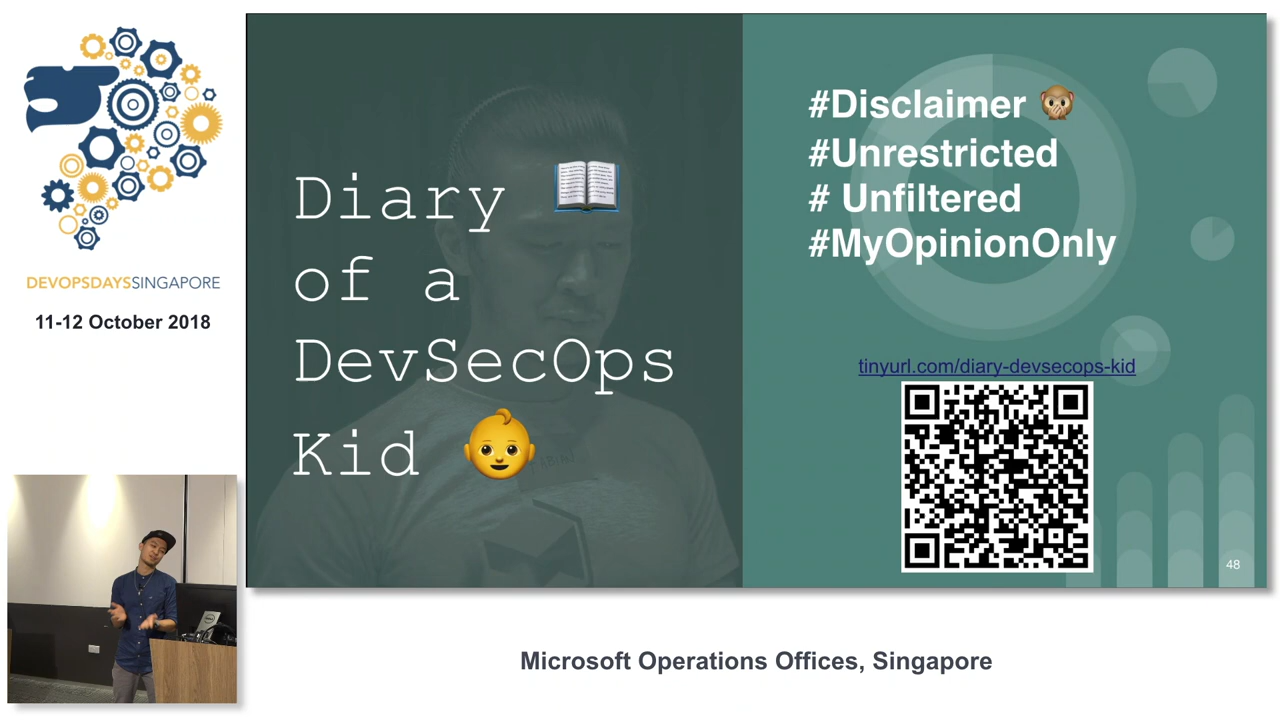 DEVOPSDAYSSINGAPORE
11-12 October 2018
Diary
of a
DevSecOps
Kid
#Disclaimer
#Unrestricted
# Unfiltered
#MyOpinionOnly
tinyurl.com/diary-devsecops-kid
48
Microsoft Operations Offices, Singapore